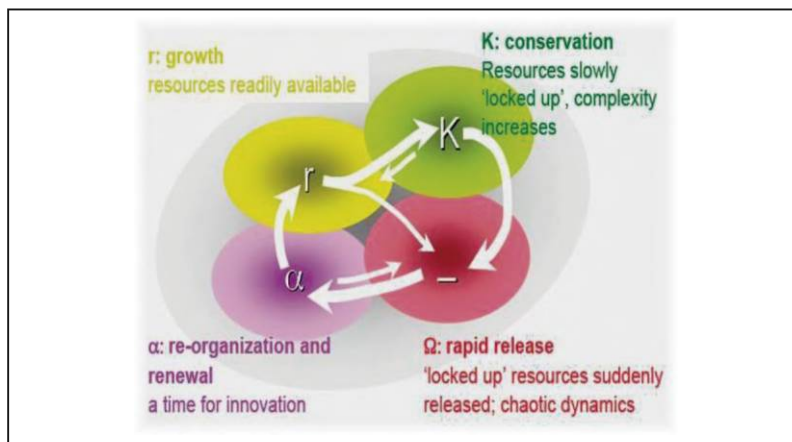 r: growth
resources readily available
K: conservation
Resources slowly
‘locked up’, complexity
increases
K
r
α
–
α: re-organization and
renewal
a time for innovation
Ω: rapid release
‘locked up’ resources suddenly
released; chaotic dynamics